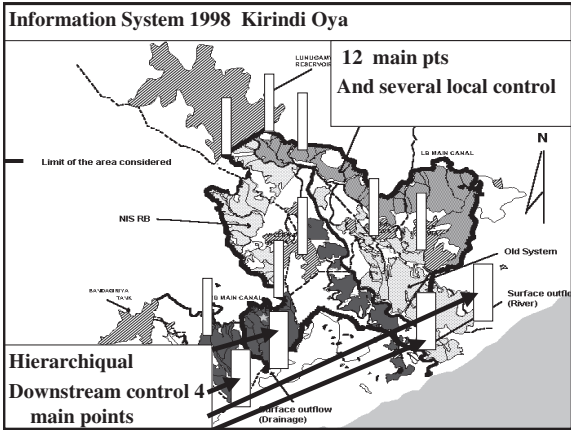 Information System 1998 Kirindi Oya
12 main pts
And several local control
RESERVOIR
N
LB MAIN CANAL
Limit of the area considered
NIS RB
Old System
BANDAGIRIYA
TANK
Surface outflo
(River)
B MAIN CANAL
Hierarchiqual
Downstream control 4
main points
urface outflow
(Drainage)